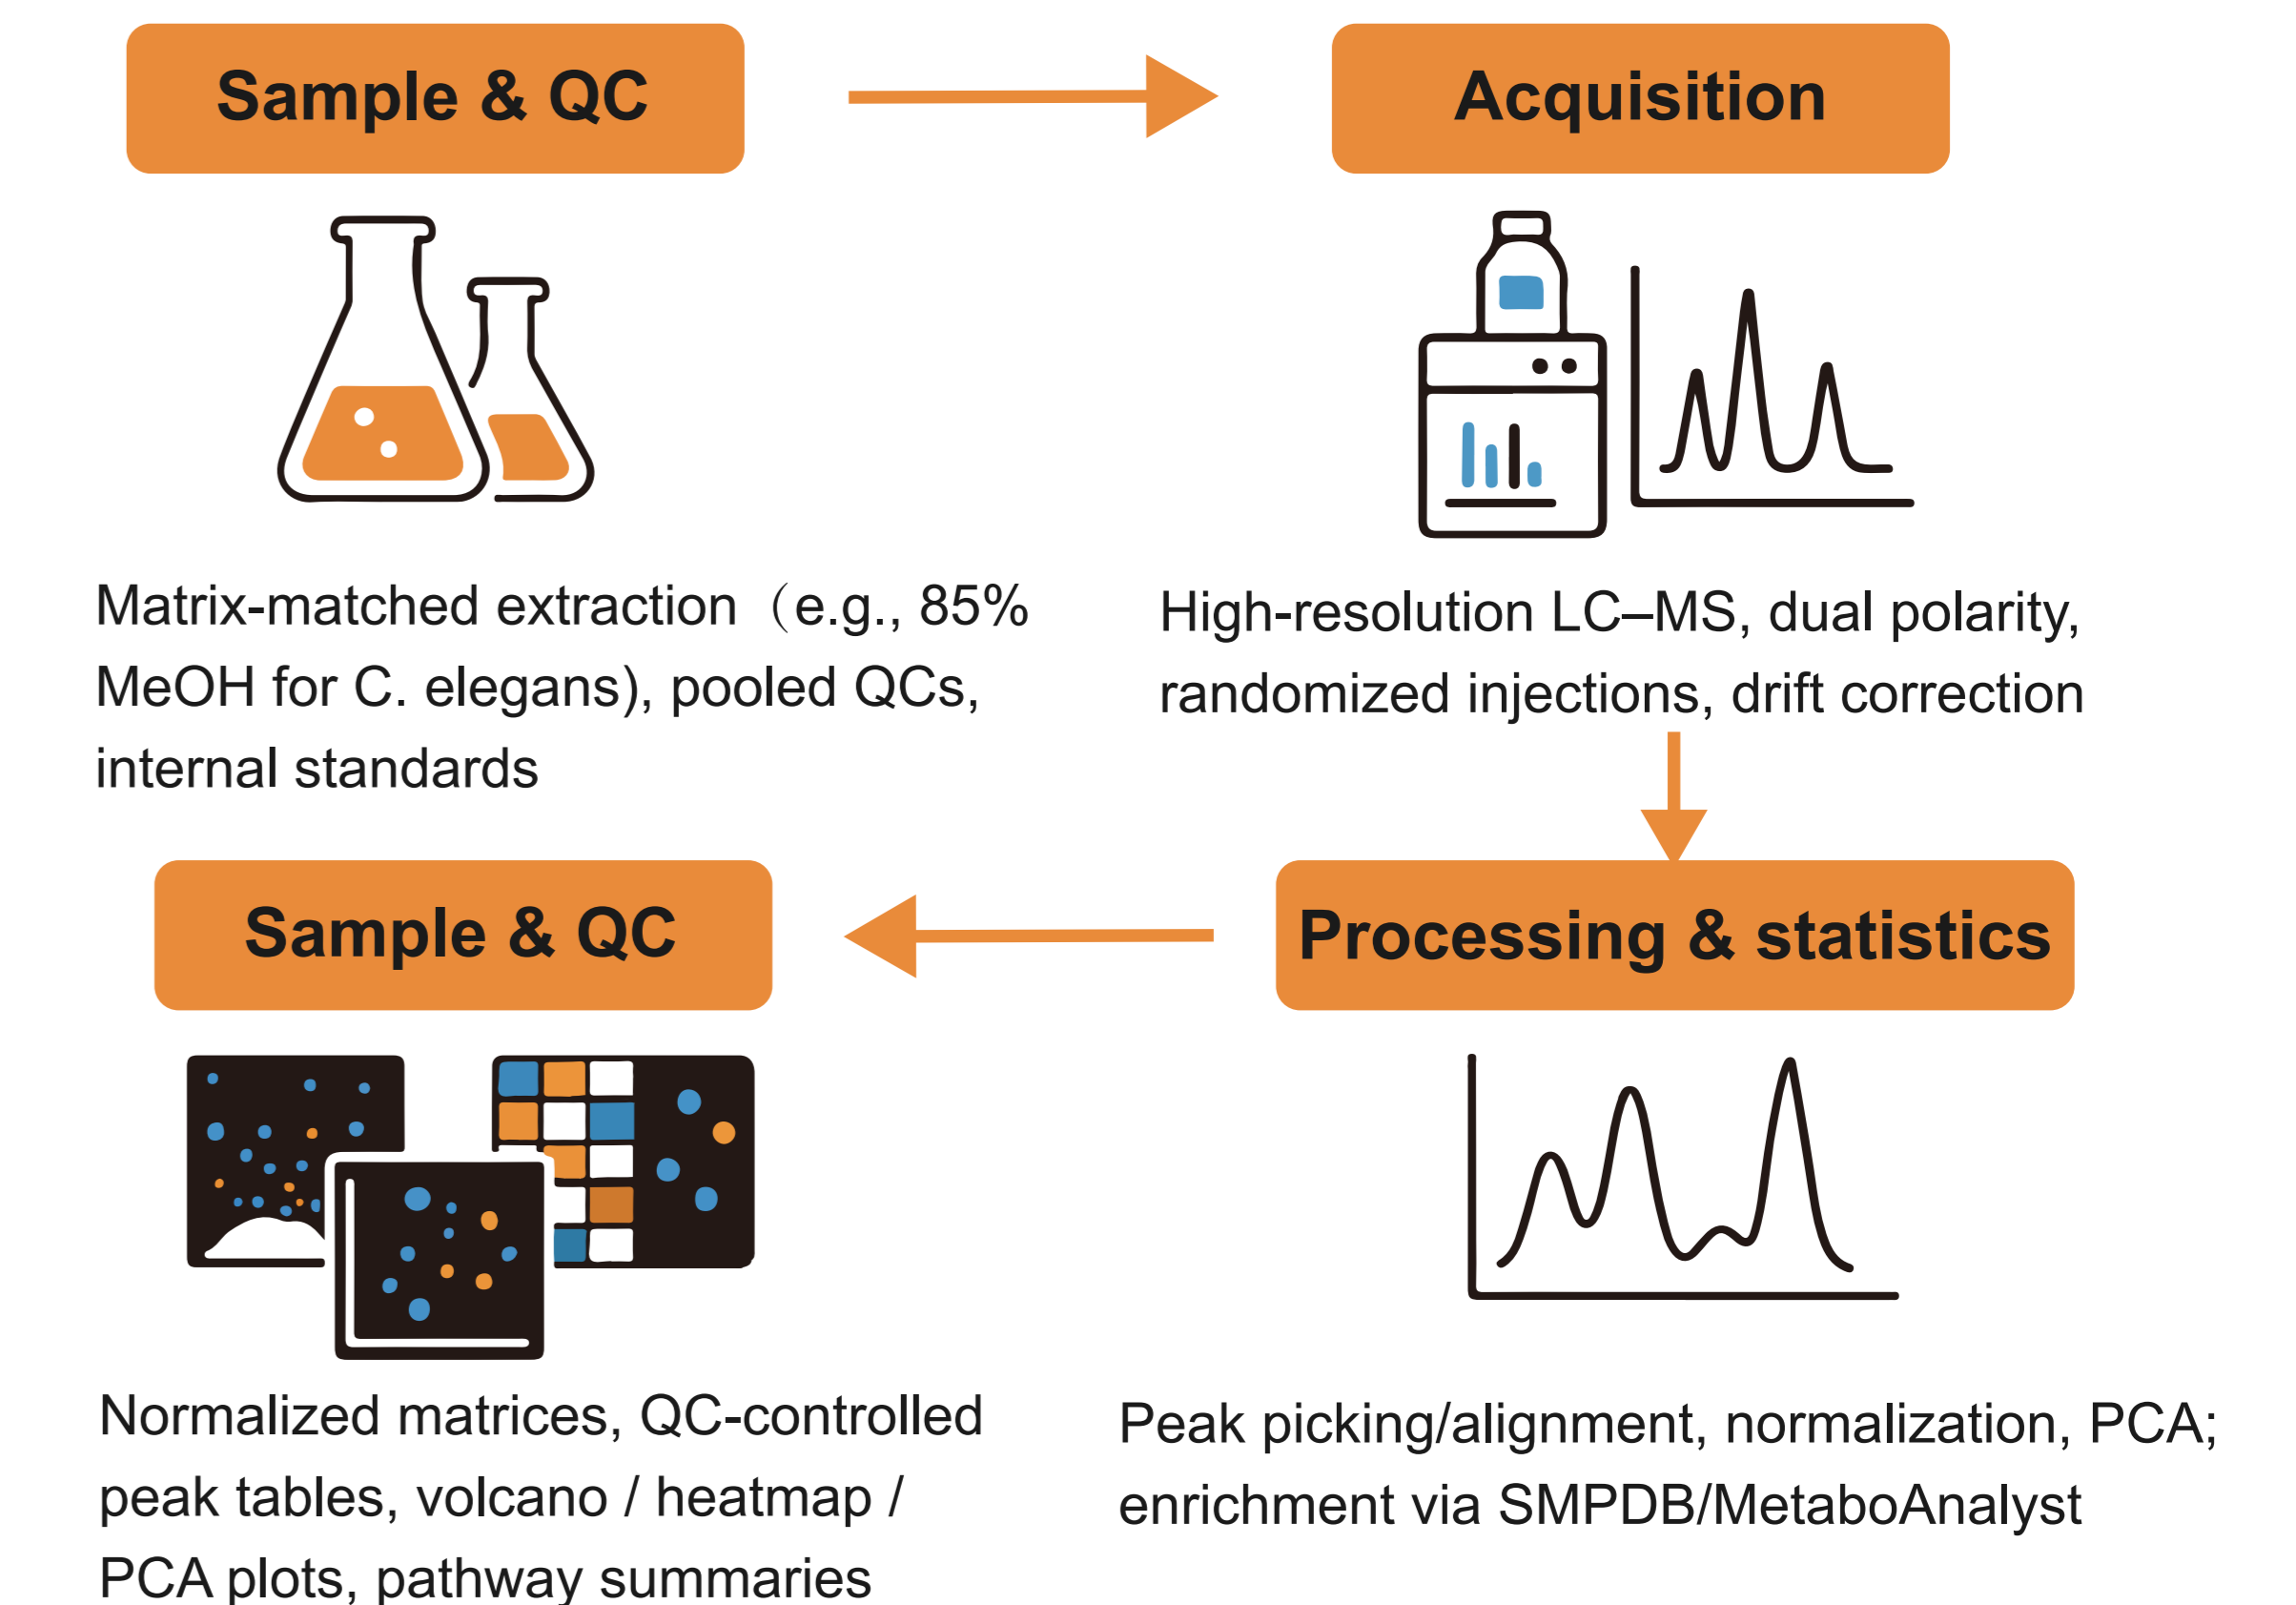 Sample & QC
Acquisition
Matrix-matched extraction（e.g., 85%
MeOH for C. elegans), pooled QCs,
internal standards
High-resolution LC–MS, dual polarity,
randomized injections, drift correction
Sample & QC
Processing & statistics
Normalized matrices, QC-controlled
peak tables, volcano / heatmap /
PCA plots, pathway summaries
Peak picking/alignment, normalization, PCA;
enrichment via SMPDB/MetaboAnalyst